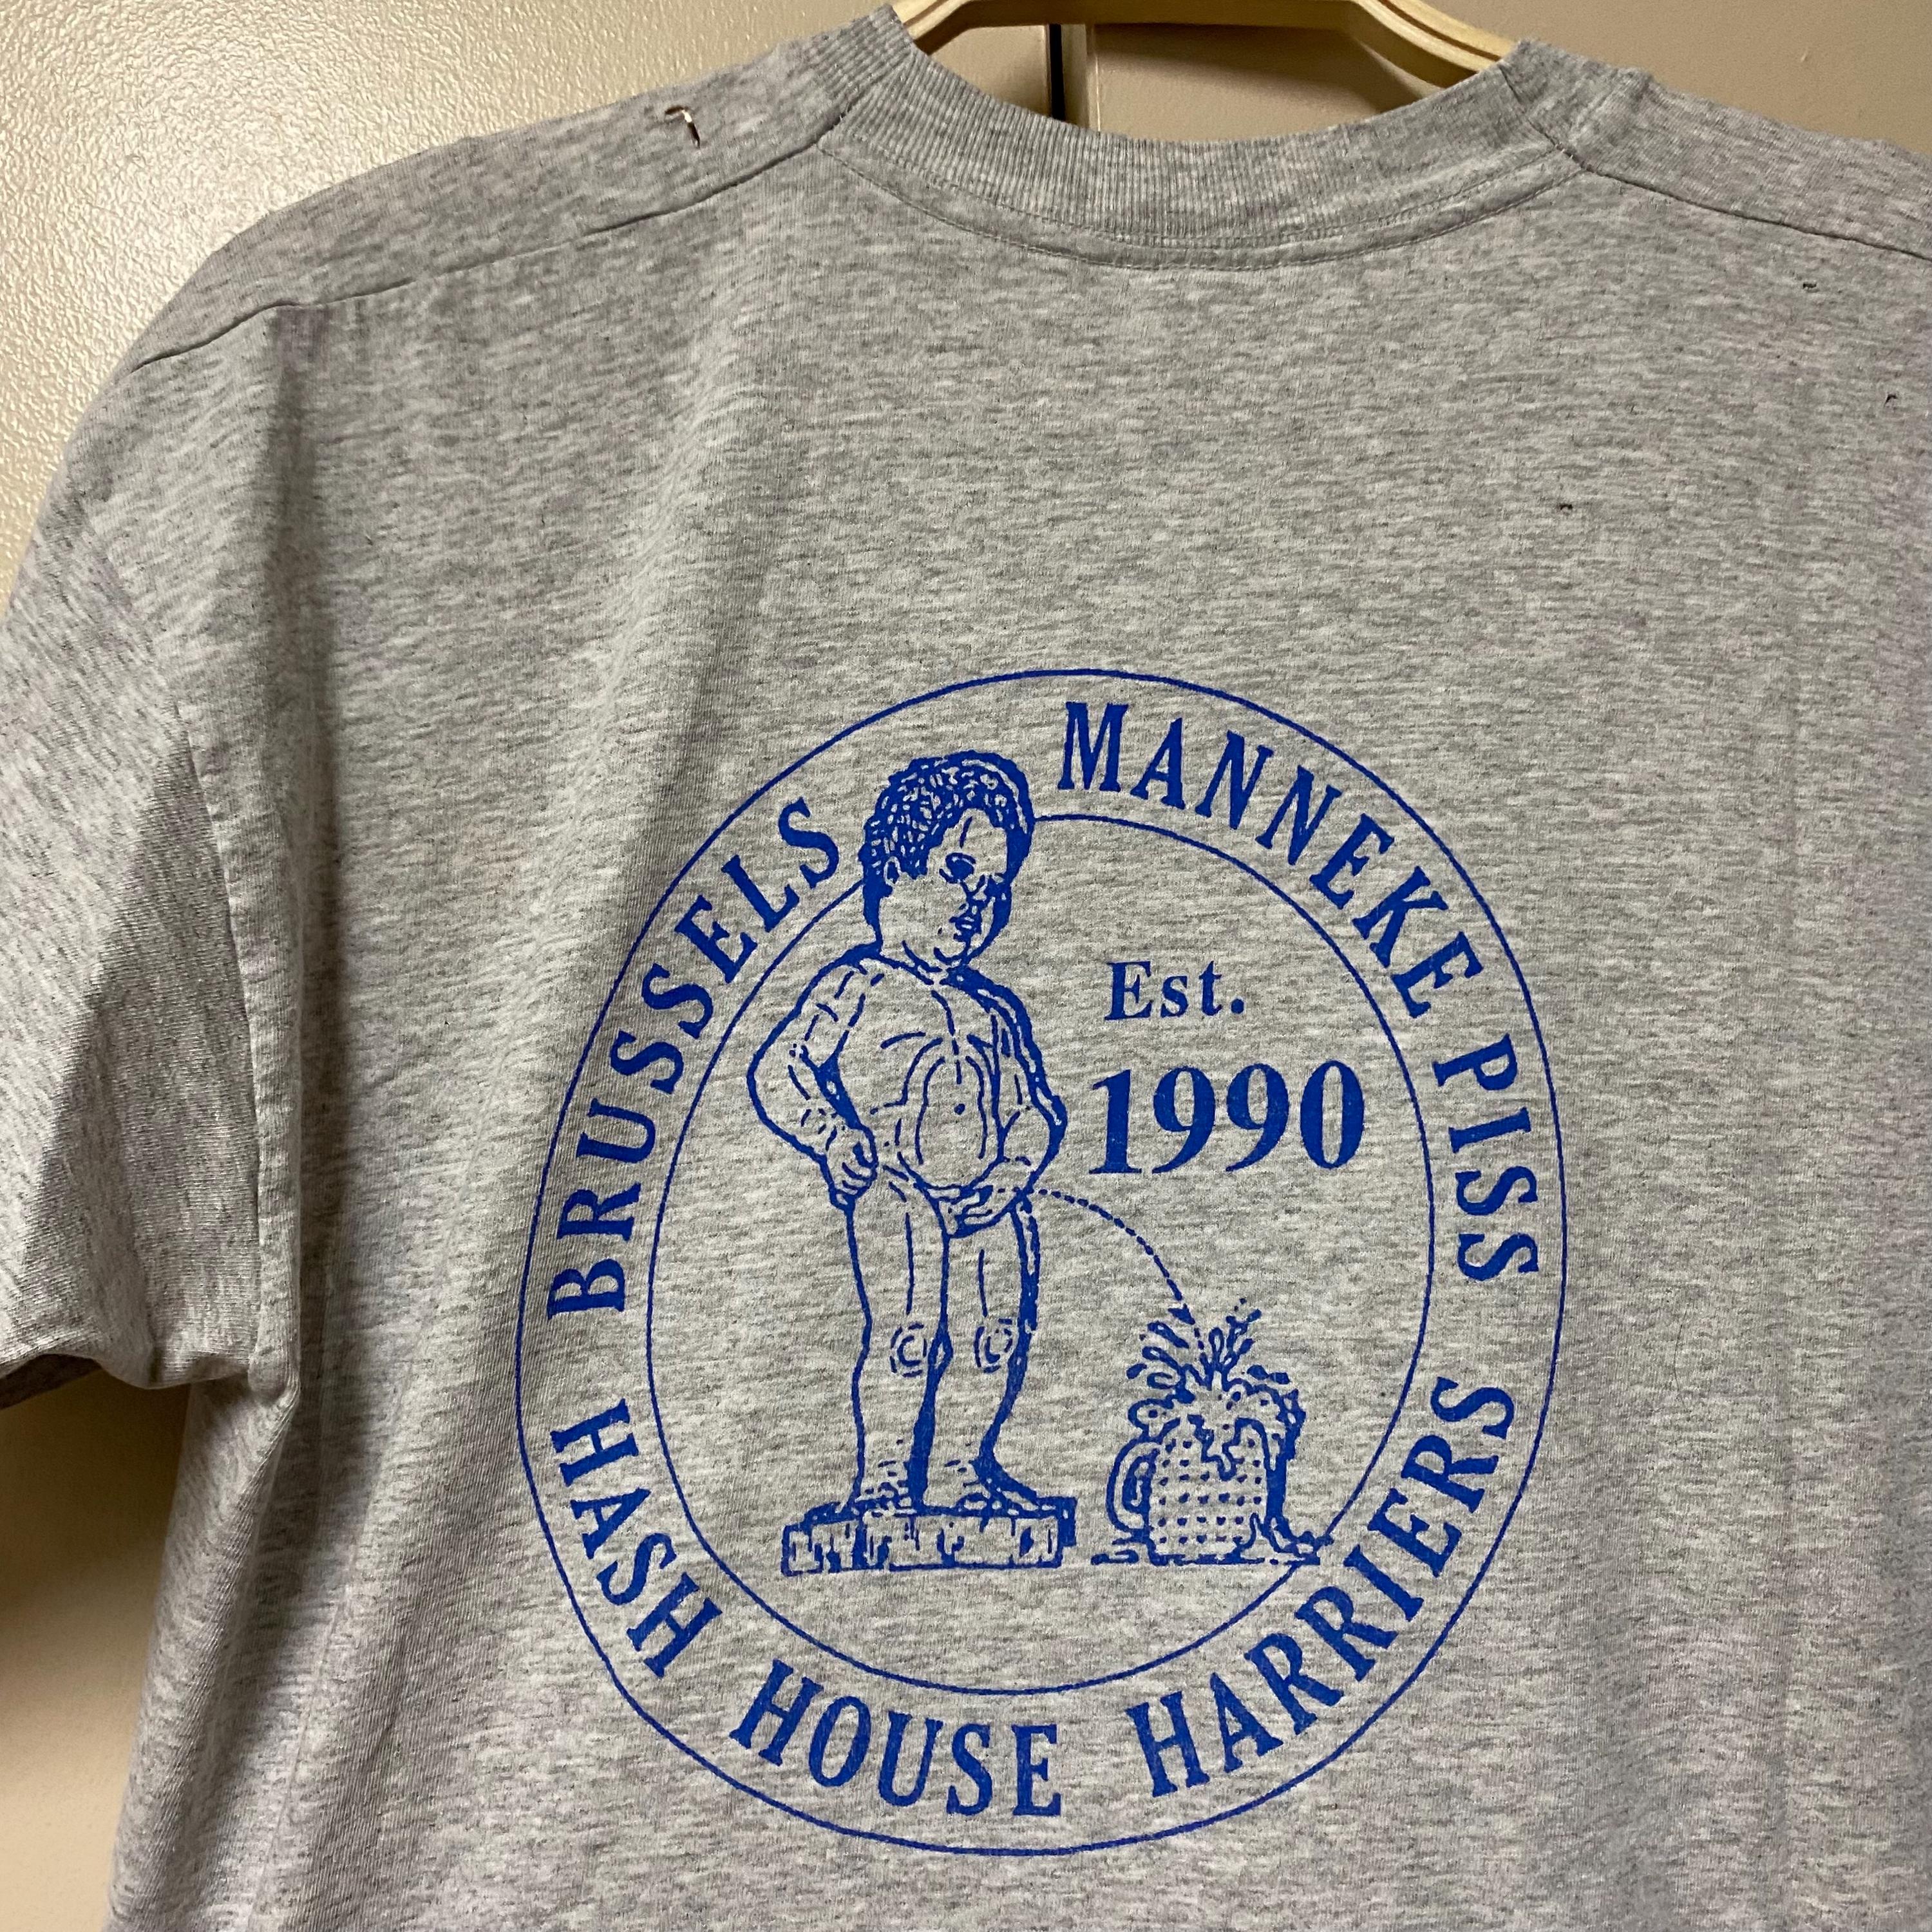 BRUSSELS MANNEKE PISS
Est.
1990
HASH HOUSE HARRIERS